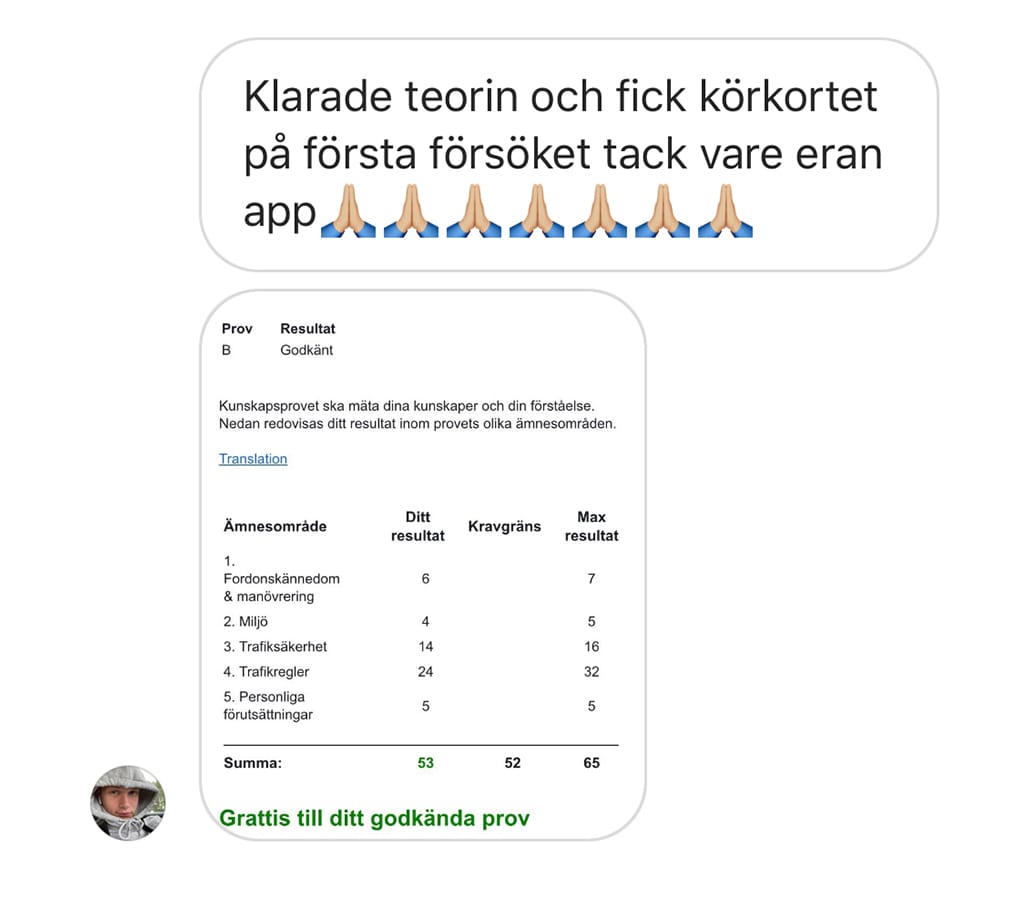 Klarade teorin och fick körkortet
på första försöket tack vare eran
app🙏🏼🙏🏼🙏🏼🙏🏼🙏🏼🙏🏼🙏🏼
Prov Resultat
B Godkänt
Kunskapsprovet ska mäta dina kunskaper och din förståelse.
Nedan redovisas ditt resultat inom provets olika ämnesområden.
Translation
Ämnesområde Ditt resultat Kravgräns Max resultat
1.
Fordonskännedom 6 7
& manövrering
2. Miljö 4 5
3. Trafiksäkerhet 14 16
4. Trafikregler 24 32
5. Personliga
förutsättningar 5 5
Summa: 53 52 65
Grattis till ditt godkända prov